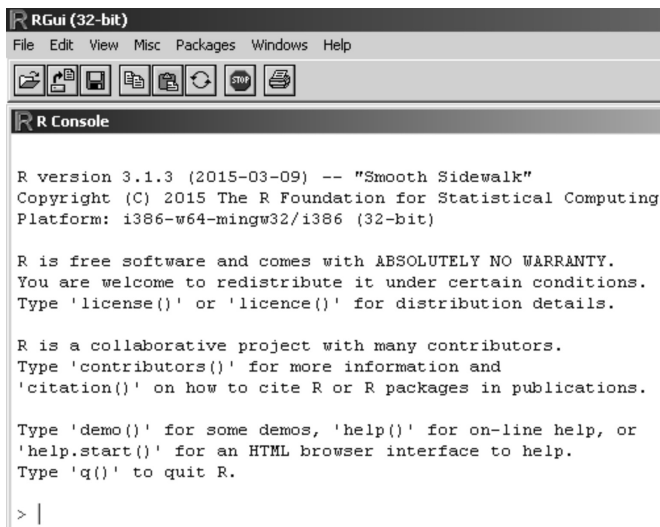 RGui (32-bit)
File Edit View Misc Packages Windows Help
STOP
R Console
R version 3.1.3 (2015-03-09) -- "Smooth Sidewalk"
Copyright (C) 2015 The R Foundation for Statistical Computing
Platform: i386-w64-mingw32/i386 (32-bit)
R is free software and comes with ABSOLUTELY NO WARRANTY.
You are welcome to redistribute it under certain conditions.
Type 'license()' or 'licence()' for distribution details.
R is a collaborative project with many contributors.
Type 'contributors()' for more information and
'citation()' on how to cite R or R packages in publications.
Type 'demo()' for some demos, 'help()' for on-line help, or
'help.start()' for an HTML browser interface to help.
Type 'q()' to quit R.
>